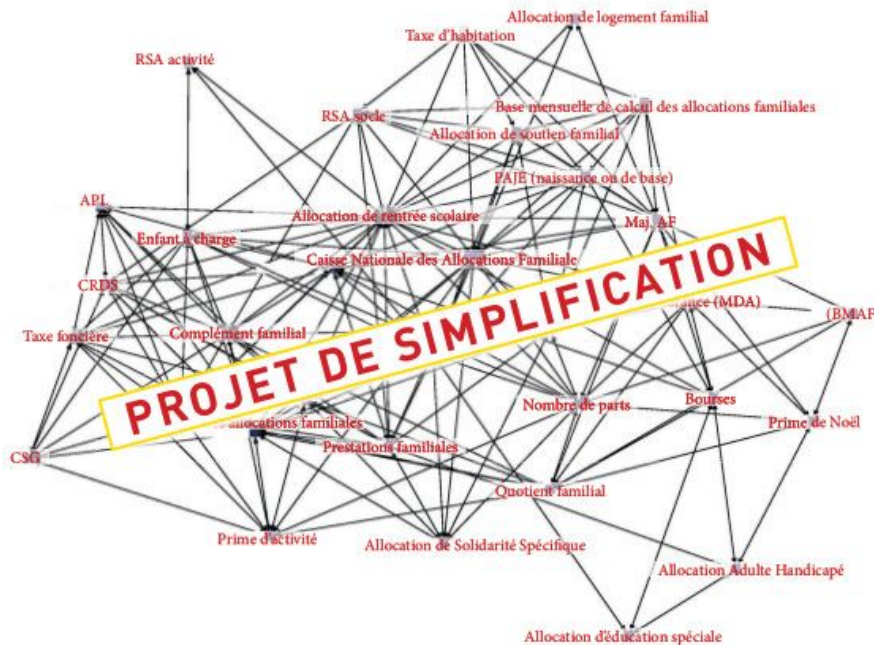 Allocation de logement familial
Taxe d'habitation
RSA activité
Base mensuelle de calcul des allocations familiales
RSA socle
Allocation de soutien familial
PAJE (naissance ou de base)
APL
Allocation de rentrée scolaire
Maj. AF
Enfant à charge
Caisse Nationale des Allocations Familiale
CRDS
(MDA)
(BMAF
Taxe foncière
Complément familial
PROJET DE SIMPLIFICATION
Nombre de parts
Bourses
allocations familiales
Prime de Noël
Prestations familiales
CSG
Quotient familial
Prime d'activité
Allocation de Solidarité Spécifique
Allocation Adulte Handicapé
Allocation d'éducation spéciale